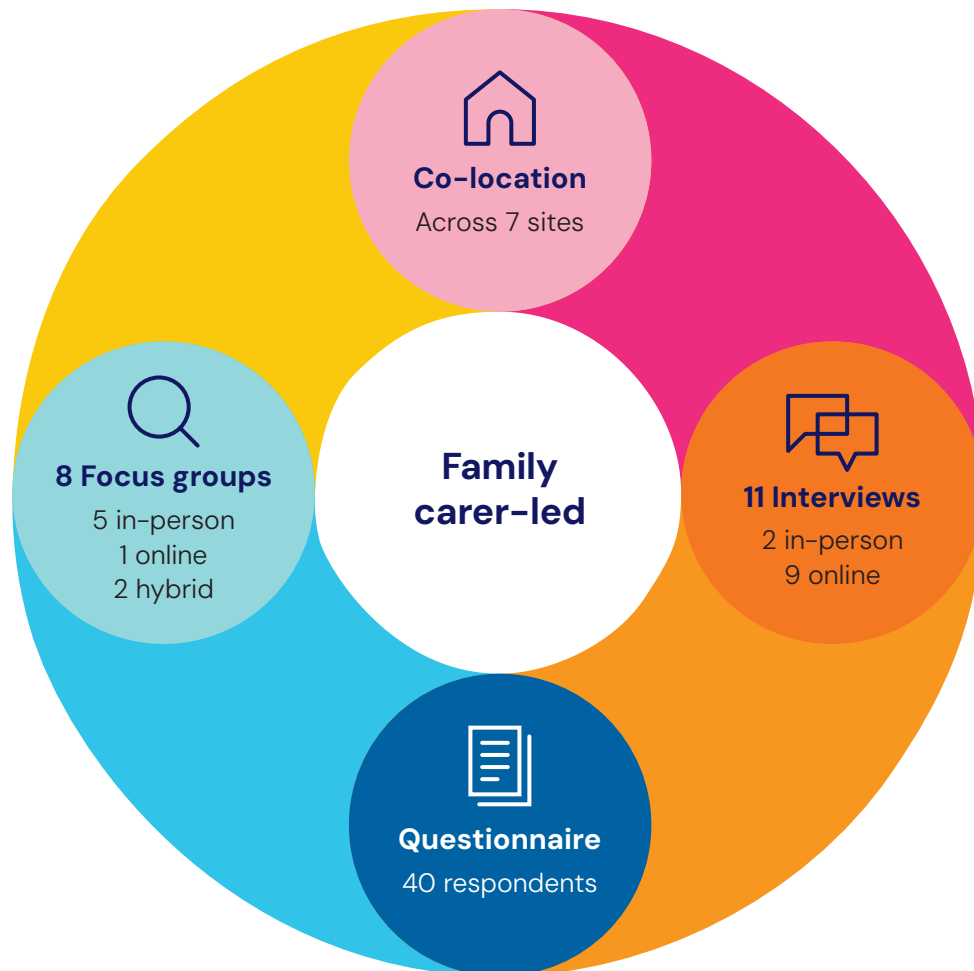 Co-location
Across 7 sites
8 Focus groups
5 in-person
1 online
2 hybrid
Family
carer-led
11 Interviews
2 in-person
9 online
Questionnaire
40 respondents